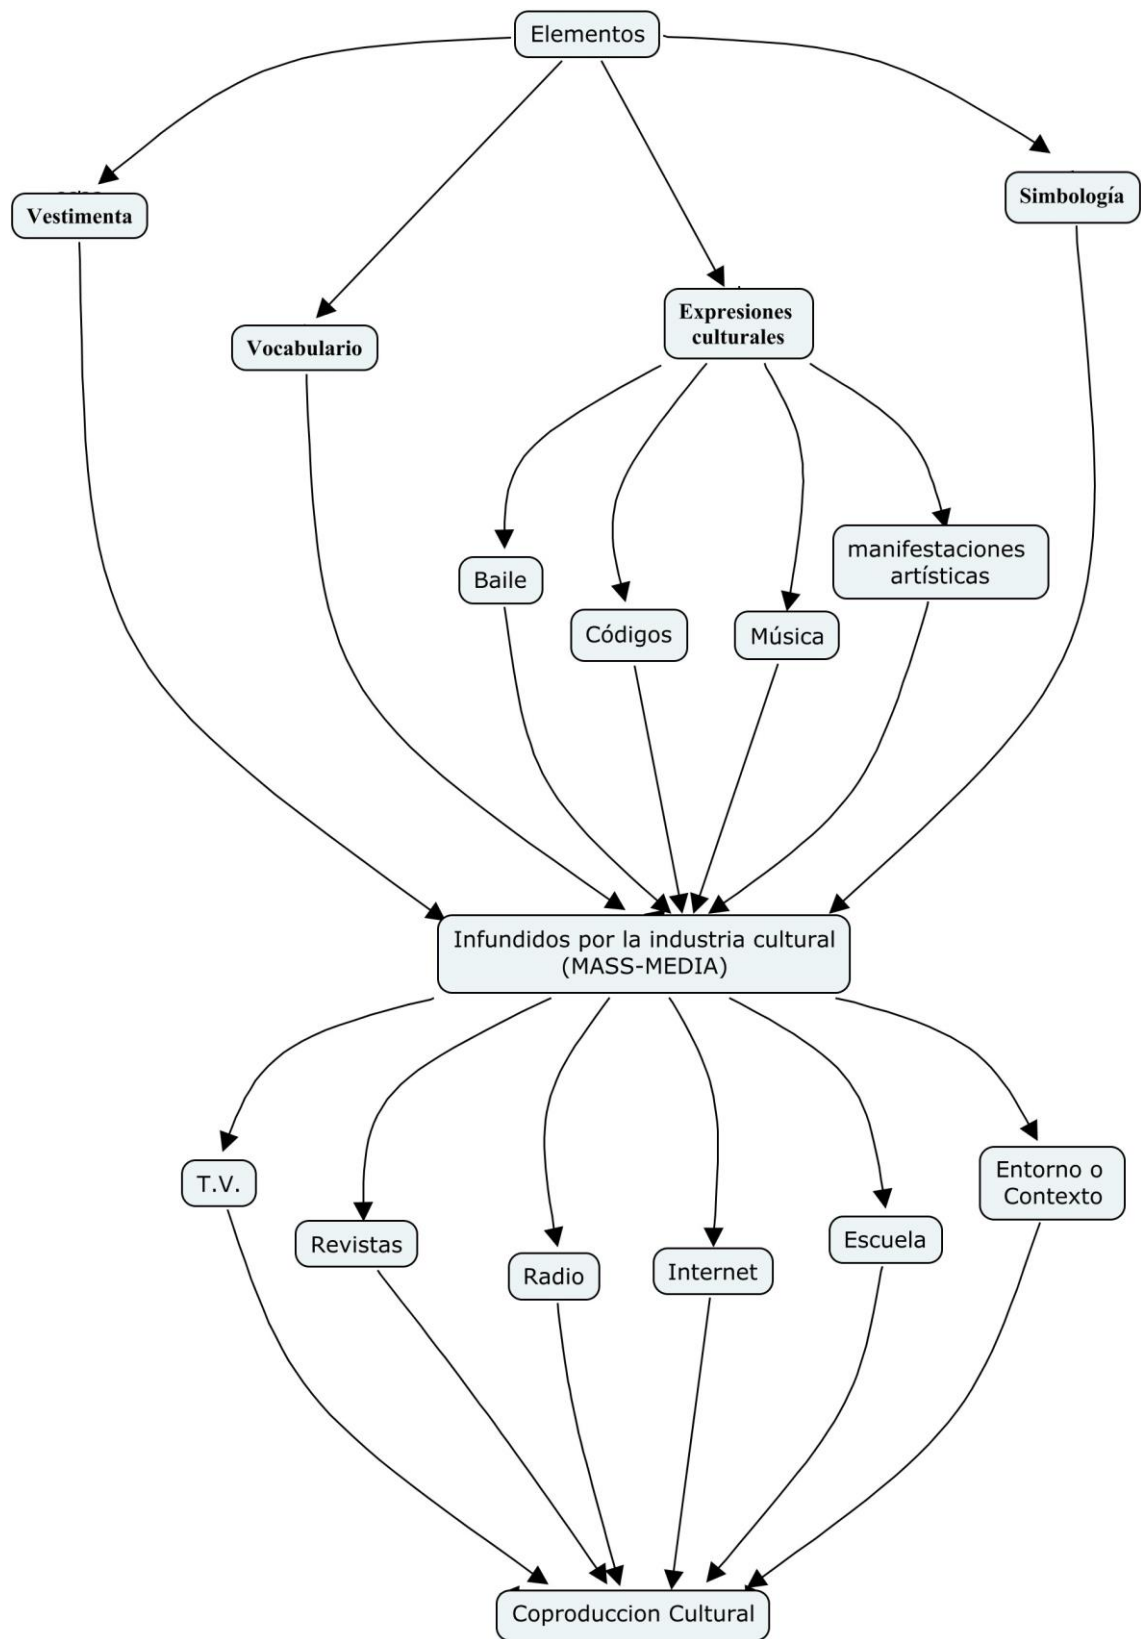 Elementos
Vestimenta
Simbología
Expresiones
culturales
Vocabulario
manifestaciones
artísticas
Baile
Códigos
Música
Infundidos por la industria cultural
(MASS-MEDIA)
T.V.
Entorno o
Contexto
Revistas
Escuela
Radio
Internet
Coproduccion Cultural